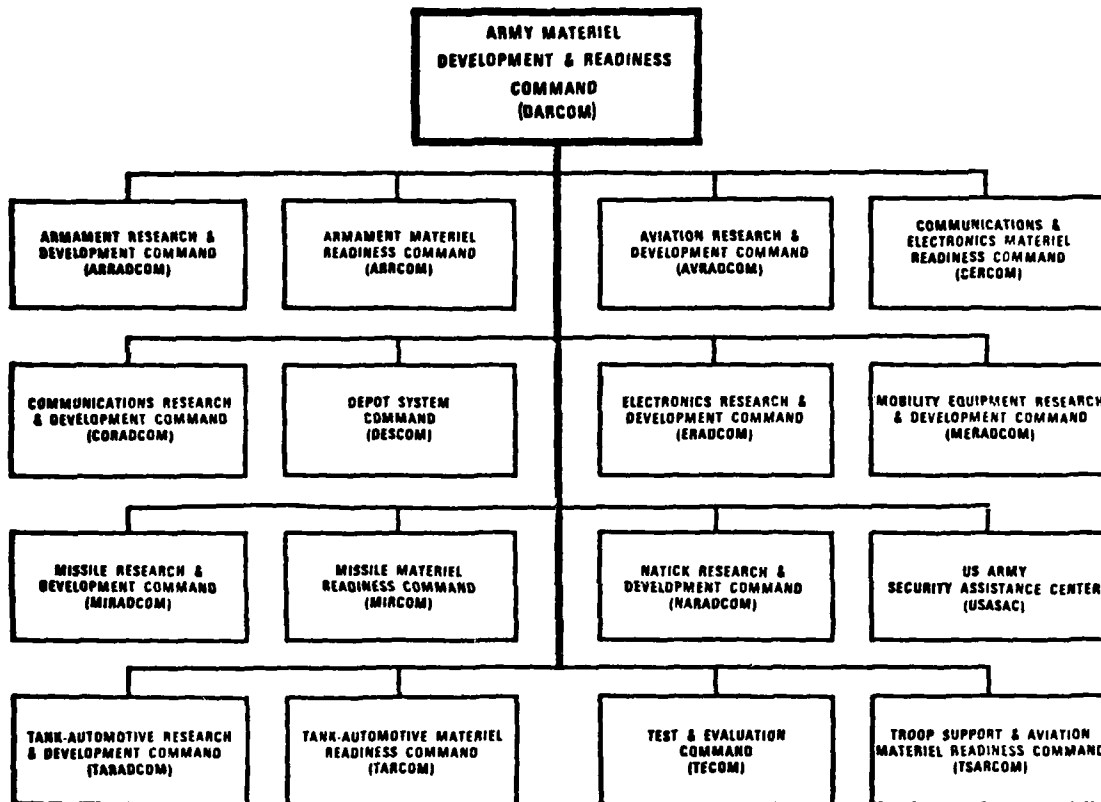 ARMY MATERIEL
DEVELOPMENT & READINESS
COMMAND
(DARCOM)
ARMAMENT RESEARCH &
DEVELOPMENT COMMAND
(ARRADCOM)
ARMAMENT MATERIEL
READINESS COMMAND
(ARRCOM)
AVIATION RESEARCH &
DEVELOPMENT COMMAND
(AVRADCOM)
COMMUNICATIONS &
ELECTRONICS MATERIEL
READINESS COMMAND
(CERCOM)
COMMUNICATIONS RESEARCH
& DEVELOPMENT COMMAND
(CORADCOM)
DEPOT SYSTEM
COMMAND
(DESCOM)
ELECTRONICS RESEARCH &
DEVELOPMENT COMMAND
(ERADCOM)
MOBILITY EQUIPMENT RESEARCH
& DEVELOPMENT COMMAND
(MERADCOM)
MISSILE RESEARCH &
DEVELOPMENT COMMAND
(MIRADCOM)
MISSILE MATERIEL
READINESS COMMAND
(MIRCOM)
NATICK RESEARCH &
DEVELOPMENT COMMAND
(NARADCOM)
US ARMY
SECURITY ASSISTANCE CENTER
(USASAC)
TANK-AUTOMOTIVE RESEARCH
& DEVELOPMENT COMMAND
(TARADCOM)
TANK-AUTOMOTIVE MATERIEL
READINESS COMMAND
(TARCOM)
TEST & EVALUATION
COMMAND
(TECOM)
TROOP SUPPORT & AVIATION
MATERIEL READINESS COMMAND
(TSARCOM)